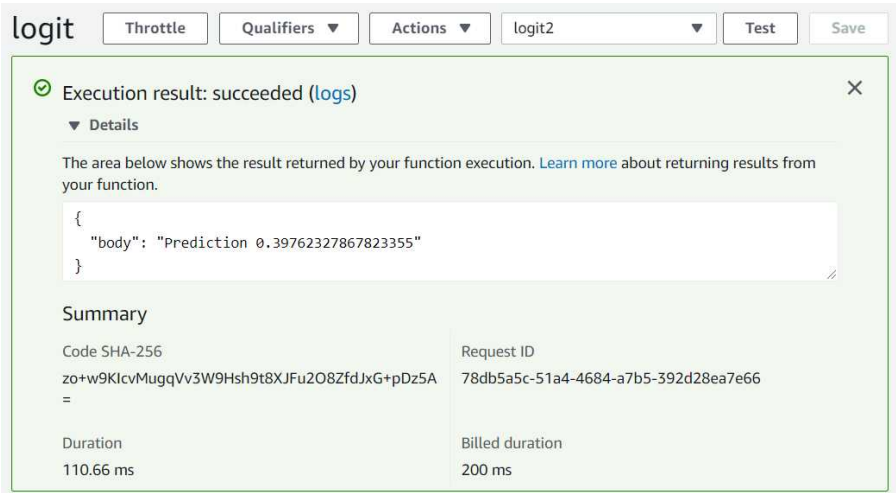 logit Throttle Qualifiers ▼ Actions ▼ logit2 ▼ Test Save
Execution result: succeeded (logs)
▼ Details
The area below shows the result returned by your function execution. Learn more about returning results from
your function.
{
"body": "Prediction 0.39762327867823355"
}
Summary
Code SHA-256
zo+w9KIcvMugqVv3W9Hsh9t8XJFu2O8ZfdJxG+pDz5A
=
Request ID
78db5a5c-51a4-4684-a7b5-392d28ea7e66
Duration
110.66 ms
Billed duration
200 ms